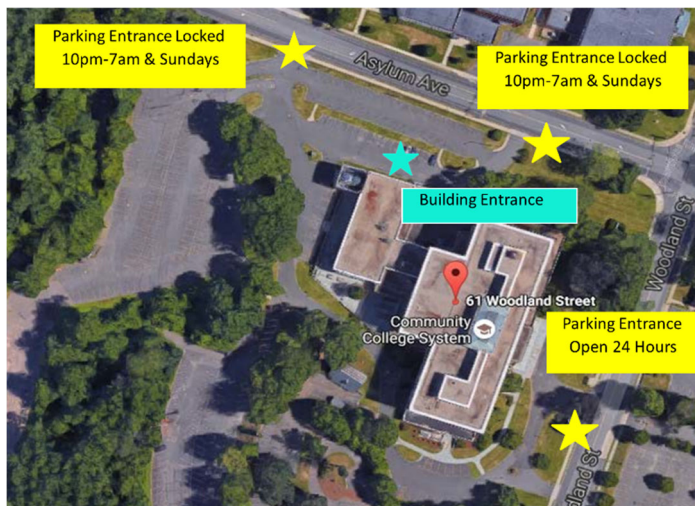 Parking Entrance Locked
10pm-7am & Sundays
Asylum Ave
Parking Entrance Locked
10pm-7am & Sundays
Building Entrance
Woodland St
61 Woodland Street
Community
College System
Parking Entrance
Open 24 Hours
dland St